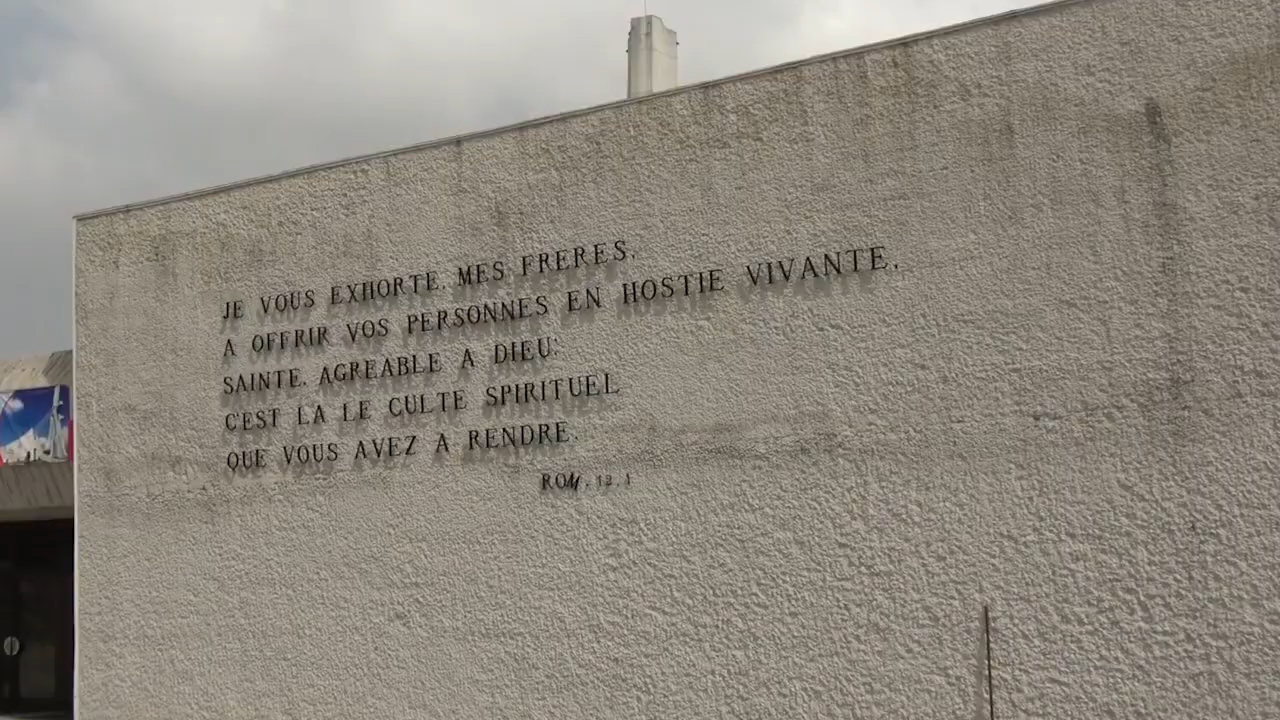 JE VOUS EXHORTE, MES FRERES,
A OFFRIR VOS PERSONNES EN HOSTIE VIVANTE,
SAINTE, AGREABLE A DIEU:
C'EST LA LE CULTE SPIRITUEL
QUE VOUS AVEZ A RENDRE.
ROM. 12.1